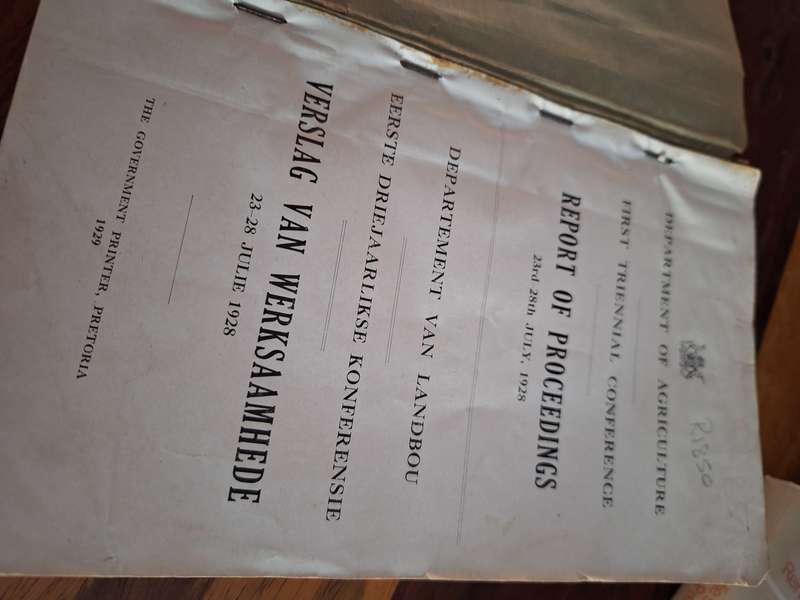 R1850
DEPARTMENT OF AGRICULTURE
FIRST TRIENNIAL CONFERENCE
REPORT OF PROCEEDINGS
23rd 28th JULY, 1928
DEPARTEMENT VAN LANDBOU
EERSTE DRIEJAARLIKSE KONFERENSIE
VERSLAG VAN WERKSAAMHEDE
23-28 JULIE 1928
THE GOVERNMENT PRINTER, PRETORIA
1929